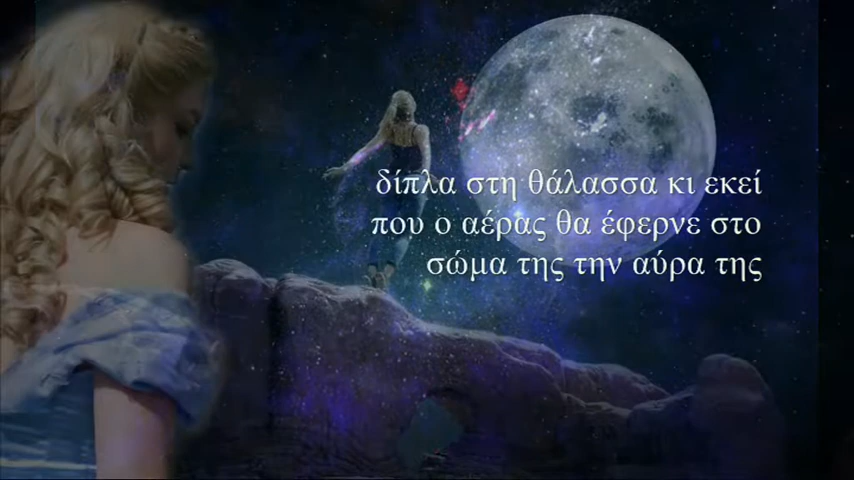 δίπλα στη θάλασσα κι εκεί
που ο αέρας θα έφερνε στο
σώμα της την αύρα της